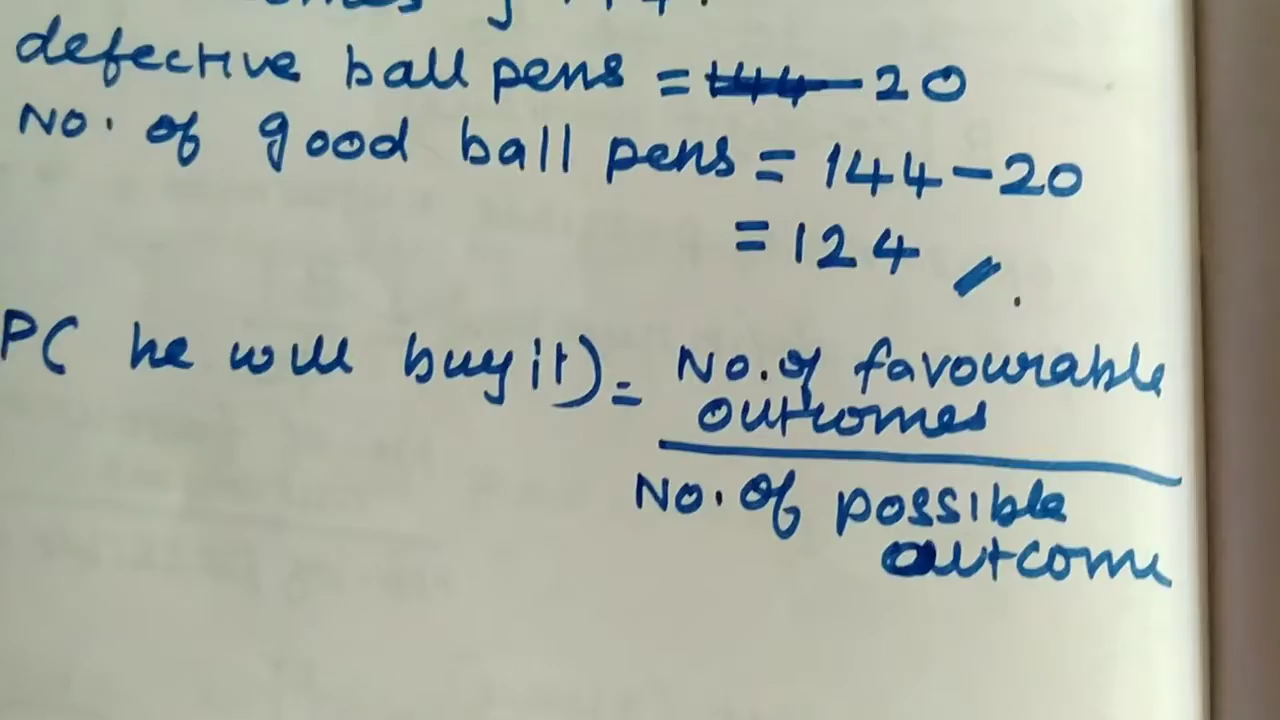 defective ball pens = 20
No. of good ball pens = 144 - 20
= 124
P( he will buy it) = No. of favourable
outcomes
No. of possible
outcome